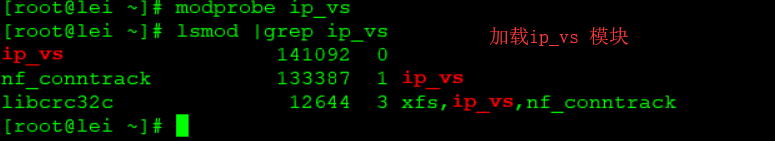 [root@lei ~]# modprobe ip_vs
[root@lei ~]# lsmod |grep ip_vs
加载ip_vs 模块
ip_vs 141092 0
nf_conntrack 133387 1 ip_vs
libcrc32c 12644 3 xfs,ip_vs,nf_conntrack
[root@lei ~]#